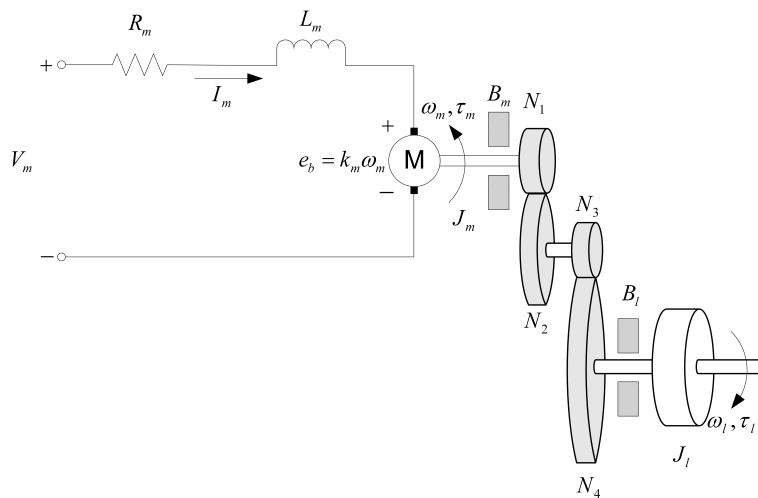 R_m
L_m
+
I_m
V_m
ω_m, τ_m
B_m
N_1
+
e_b = k_m ω_m
M
−
J_m
N_3
−
N_2
B_l
ω_l, τ_l
J_l
N_4